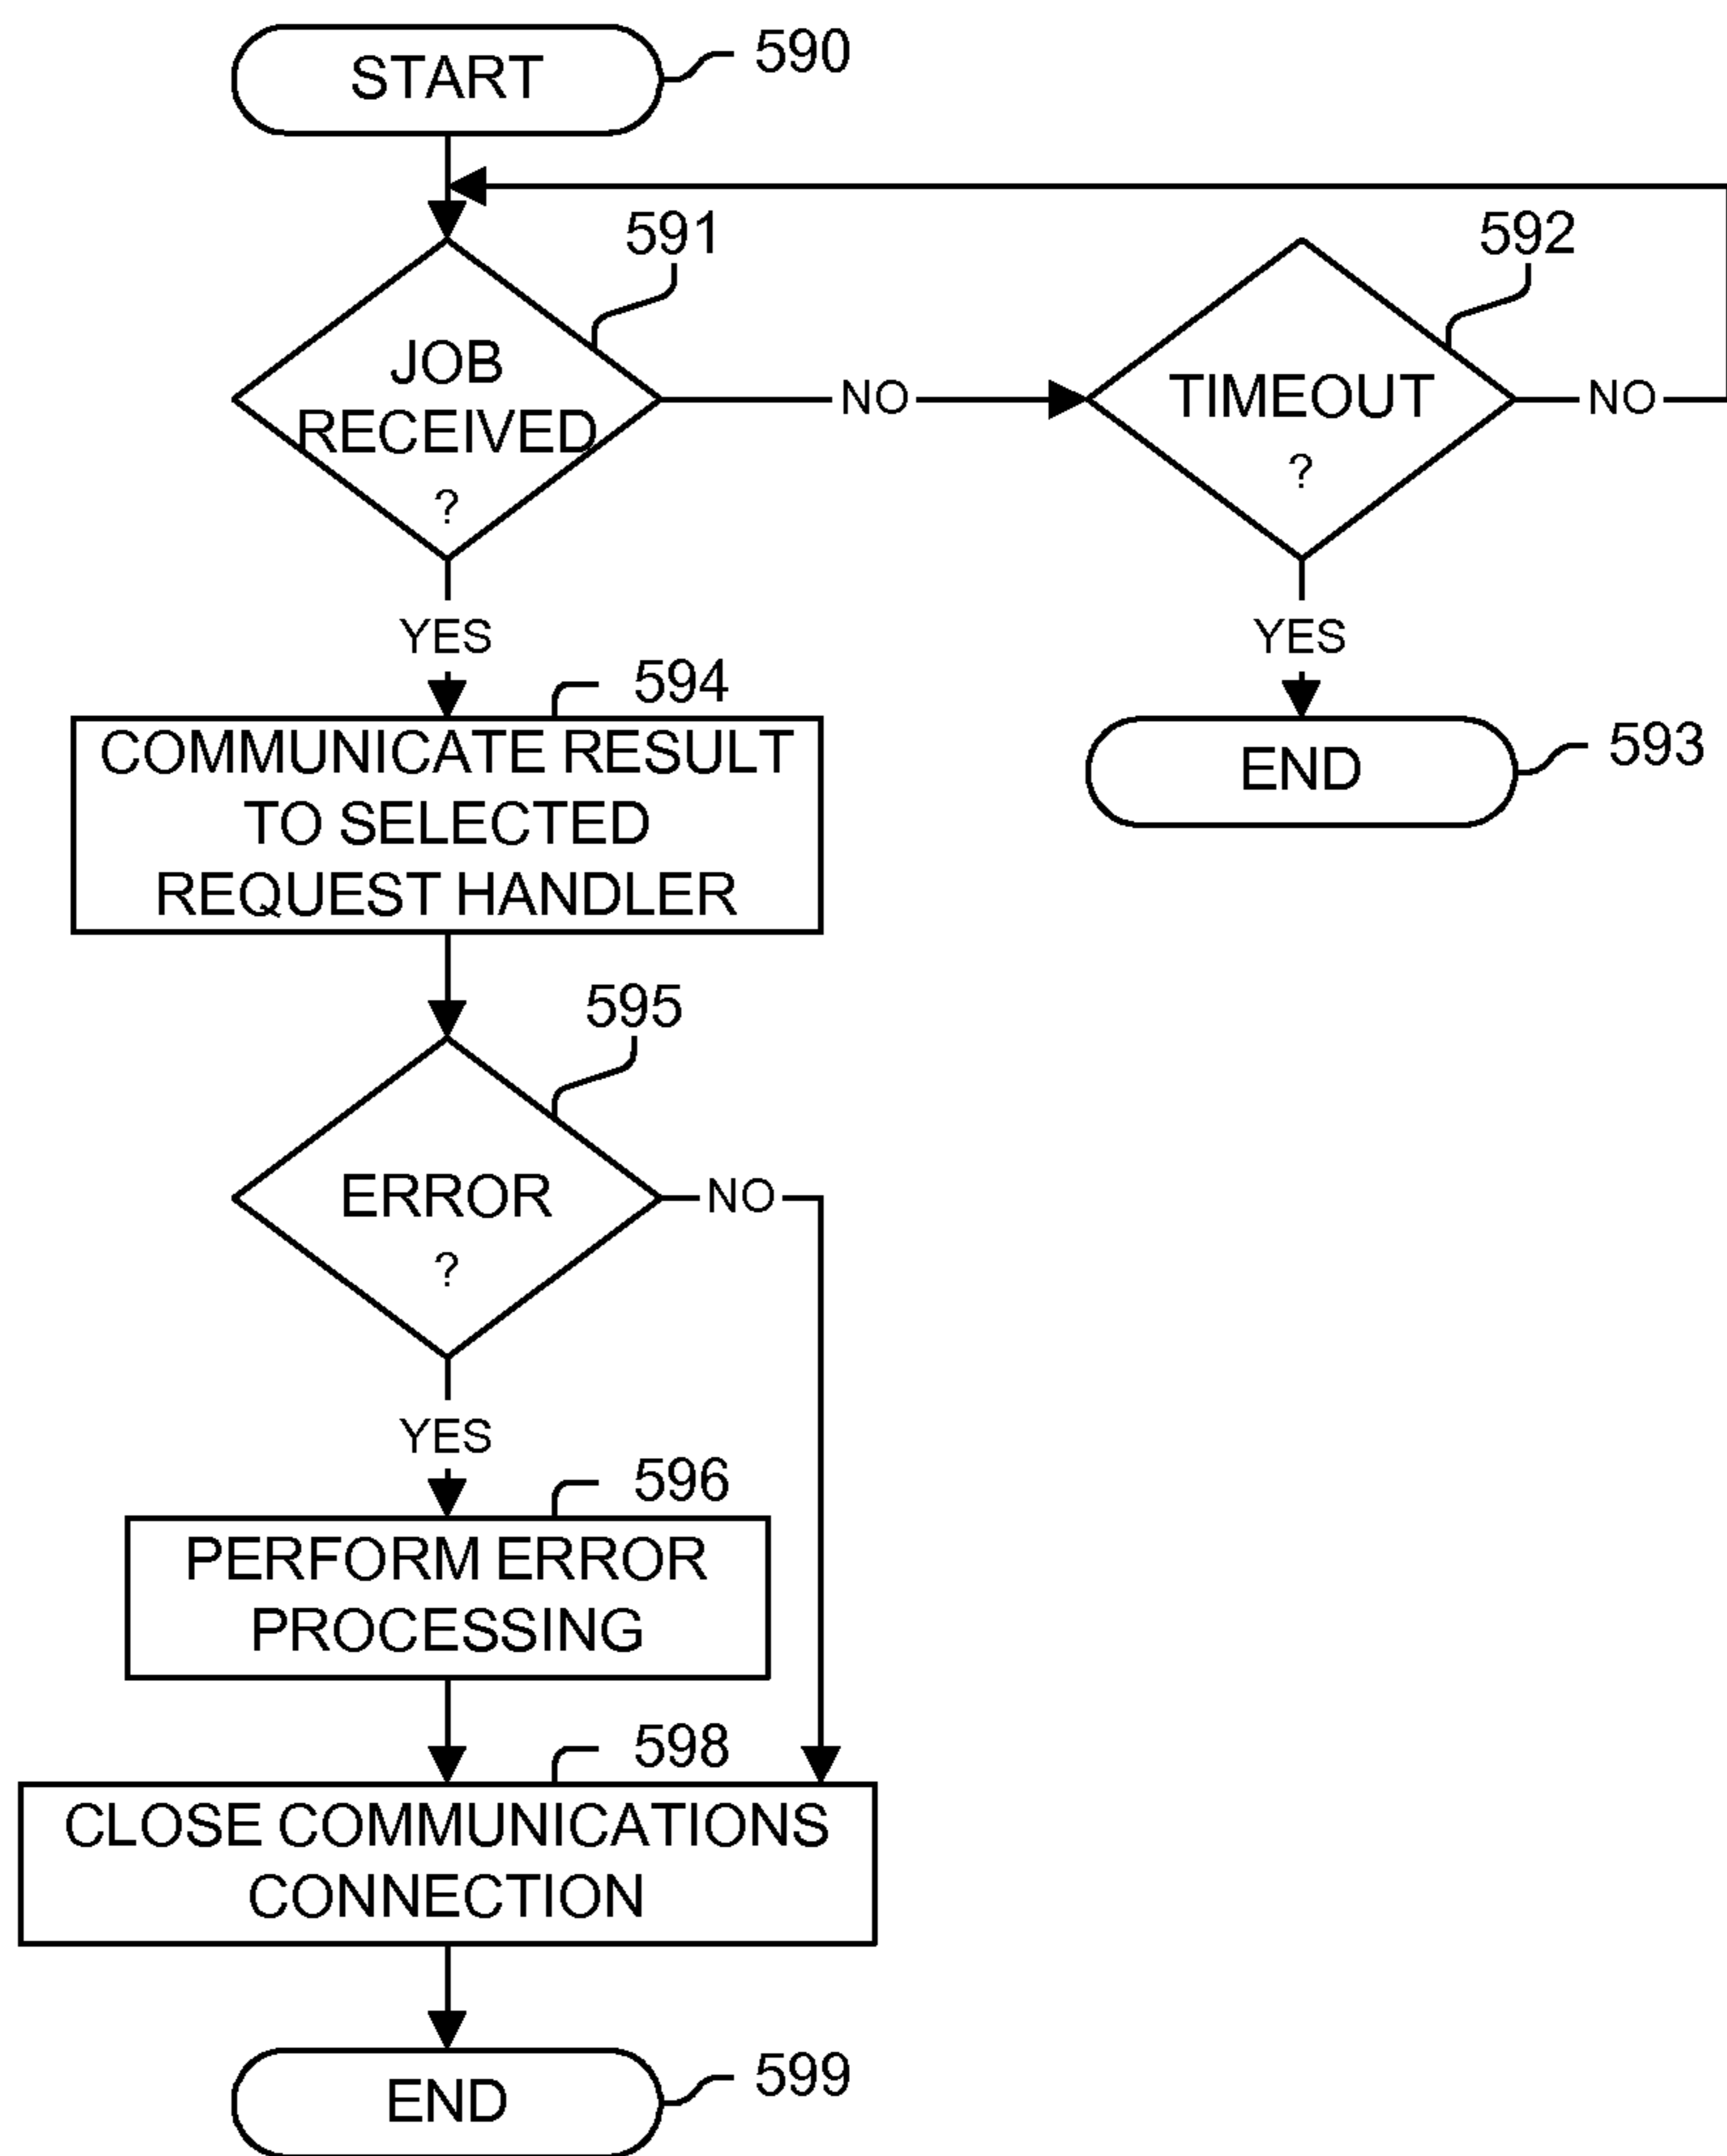 START
590
591
592
JOB
RECEIVED
?
NO
TIMEOUT
?
NO
YES
YES
594
COMMUNICATE RESULT
TO SELECTED
REQUEST HANDLER
END
593
595
ERROR
?
NO
YES
596
PERFORM ERROR
PROCESSING
598
CLOSE COMMUNICATIONS
CONNECTION
END
599